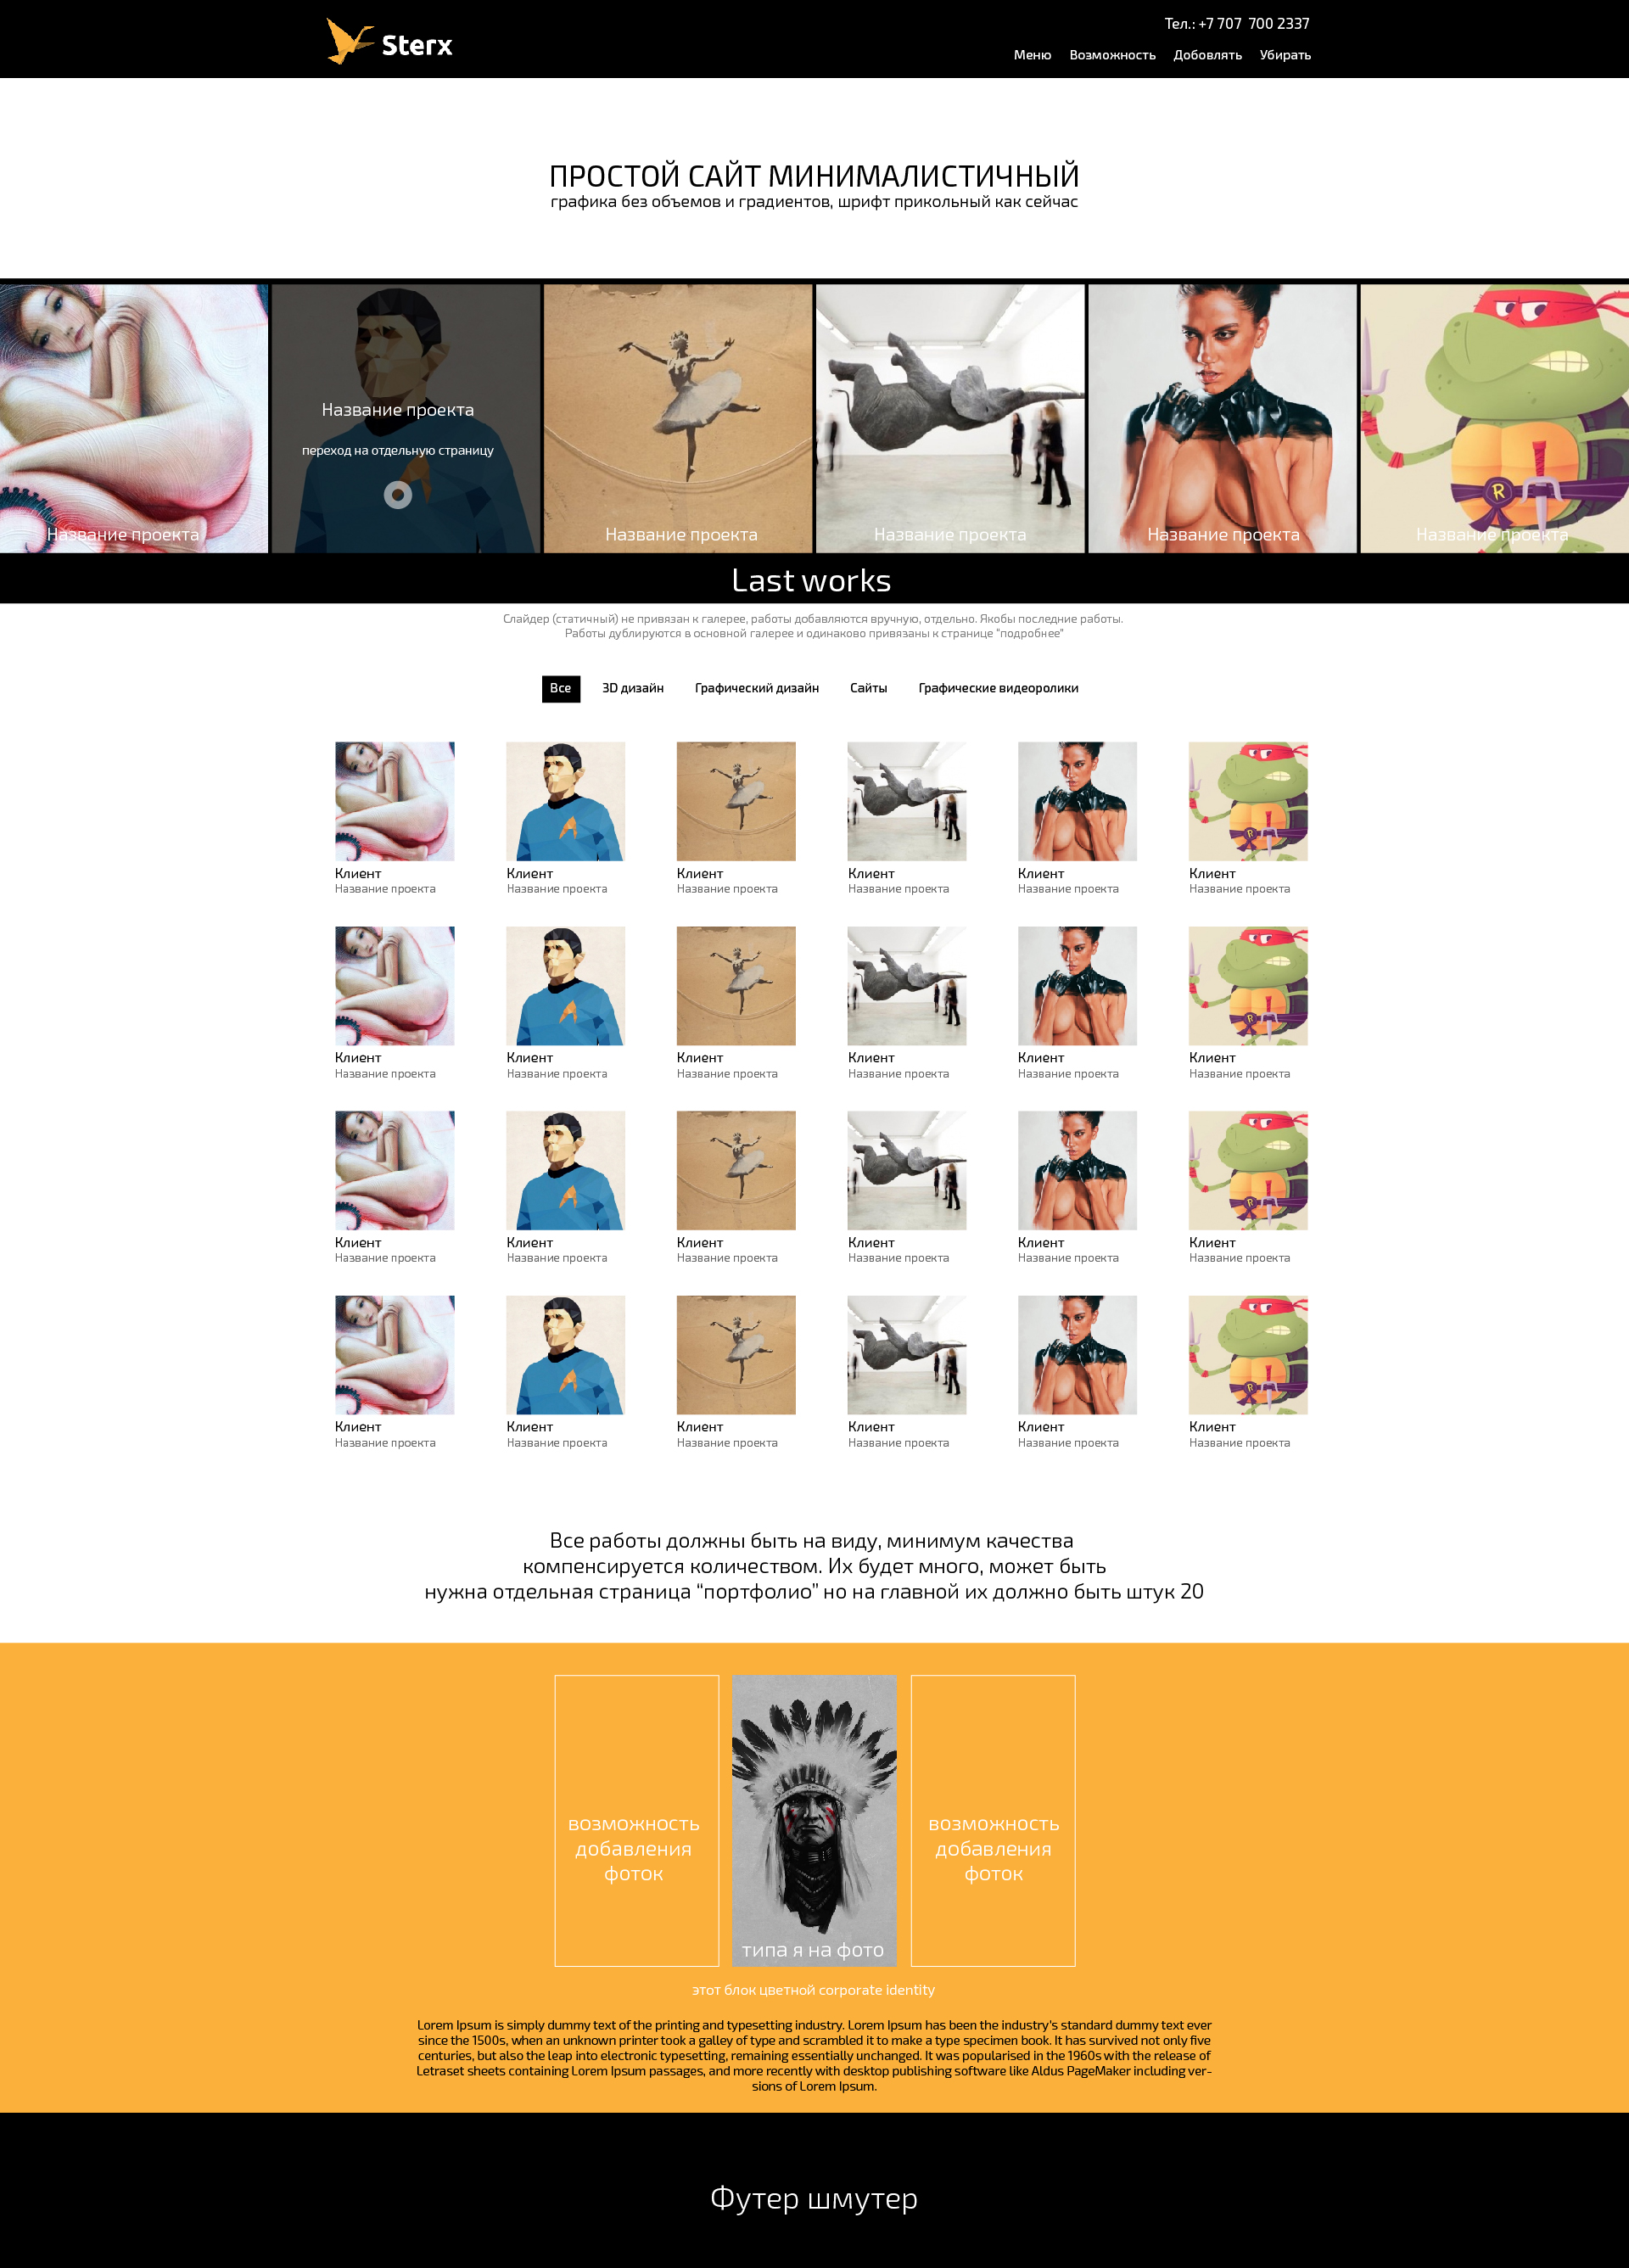 Sterx
Тел.: +7 707 700 2337
Меню Возможность Добовлять Убирать
ПРОСТОЙ САЙТ МИНИМАЛИСТИЧНЫЙ
графика без объемов и градиентов, шрифт прикольный как сейчас
Название проекта
переход на отдельную страницу
Название проекта Название проекта Название проекта Название проекта Название проекта
Last works
Слайдер (статичный) не привязан к галерее, работы добавляются вручную, отдельно. Якобы последние работы.
Работы дублируются в основной галерее и одинаково привязаны к странице "подробнее"
Все 3D дизайн Графический дизайн Сайты Графические видеоролики
Клиент Клиент Клиент Клиент Клиент Клиент
Название проекта Название проекта Название проекта Название проекта Название проекта Название проекта
Клиент Клиент Клиент Клиент Клиент Клиент
Название проекта Название проекта Название проекта Название проекта Название проекта Название проекта
Клиент Клиент Клиент Клиент Клиент Клиент
Название проекта Название проекта Название проекта Название проекта Название проекта Название проекта
Клиент Клиент Клиент Клиент Клиент Клиент
Название проекта Название проекта Название проекта Название проекта Название проекта Название проекта
Все работы должны быть на виду, минимум качества
компенсируется количеством. Их будет много, может быть
нужна отдельная страница “портфолио” но на главной их должно быть штук 20
возможность
добавления
фоток
типа я на фото
возможность
добавления
фоток
этот блок цветной corporate identity
Lorem Ipsum is simply dummy text of the printing and typesetting industry. Lorem Ipsum has been the industry's standard dummy text ever
since the 1500s, when an unknown printer took a galley of type and scrambled it to make a type specimen book. It has survived not only five
centuries, but also the leap into electronic typesetting, remaining essentially unchanged. It was popularised in the 1960s with the release of
Letraset sheets containing Lorem Ipsum passages, and more recently with desktop publishing software like Aldus PageMaker including ver-
sions of Lorem Ipsum.
Футер шмутер